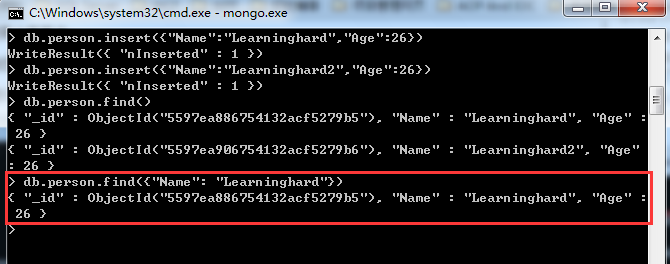 C:\Windows\system32\cmd.exe - mongo.exe
> db.person.insert({"Name":"Learninghard","Age":26})
WriteResult({ "nInserted" : 1 })
> db.person.insert({"Name":"Learninghard2","Age":26})
WriteResult({ "nInserted" : 1 })
> db.person.find()
{ "_id" : ObjectId("5597ea886754132acf5279b5"), "Name" : "Learninghard", "Age" :
 26 }
{ "_id" : ObjectId("5597ea906754132acf5279b6"), "Name" : "Learninghard2", "Age"
: 26 }
> db.person.find({"Name": "Learninghard"})
{ "_id" : ObjectId("5597ea886754132acf5279b5"), "Name" : "Learninghard", "Age" :
 26 }
>